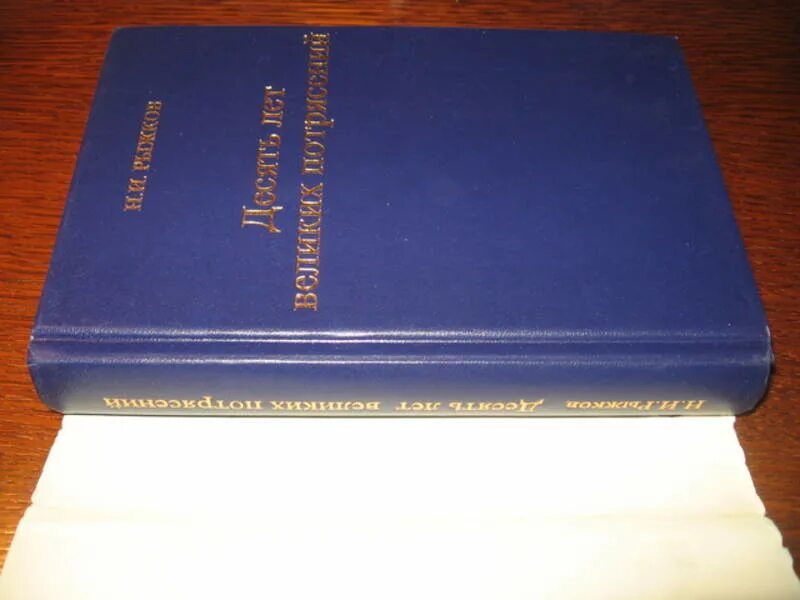 Н.И. Рыжков
Десять лет
великих потрясений
Н.И.Рыжков Десять лет великих потрясений